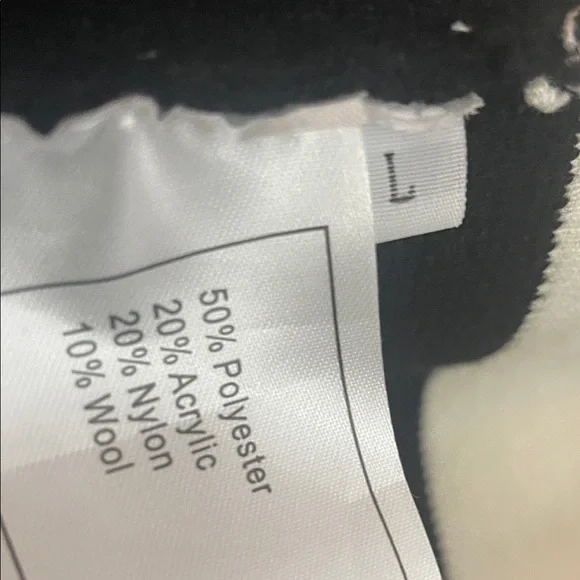 50% Polyester
20% Acrylic
20% Nylon
10% Wool